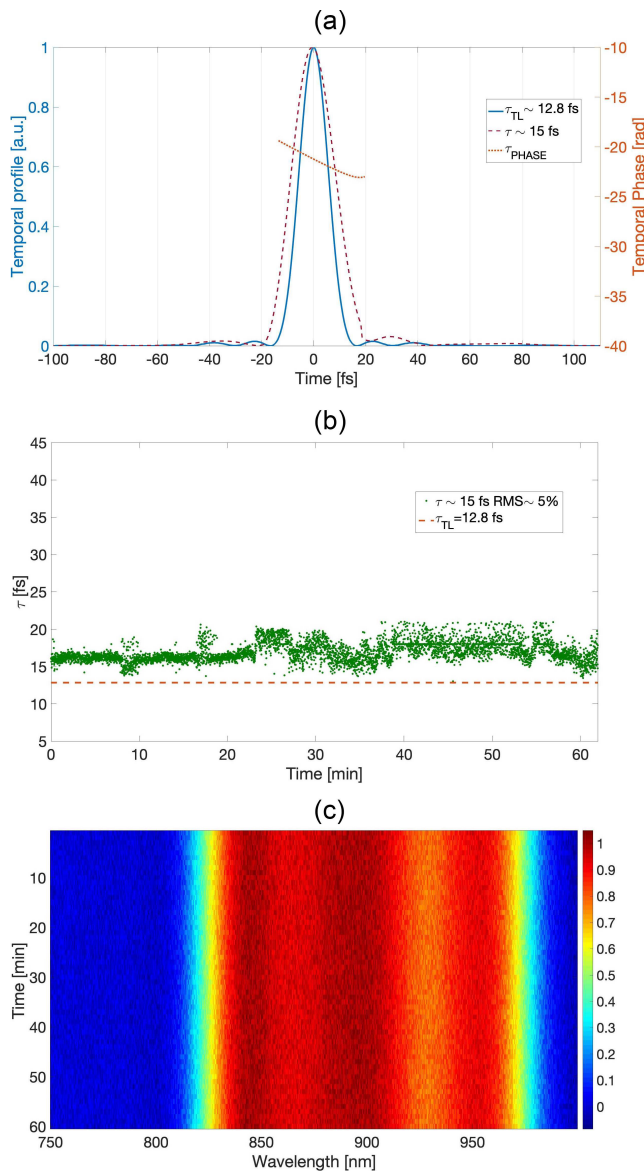 (a)
Temporal profile [a.u.]
1
0.8
0.6
0.4
0.2
0
-10
-15
-20
-25
-30
-35
-40
Temporal Phase [rad]
τTL ~ 12.8 fs
τ ~ 15 fs
τPHASE
-100 -80 -60 -40 -20 0 20 40 60 80 100
Time [fs]
(b)
τ [fs]
45
40
35
30
25
20
15
10
5
τ ~ 15 fs RMS~ 5%
τTL=12.8 fs
0 10 20 30 40 50 60
Time [min]
(c)
Time [min]
10
20
30
40
50
60
1
0.9
0.8
0.7
0.6
0.5
0.4
0.3
0.2
0.1
0
750 800 850 900 950
Wavelength [nm]